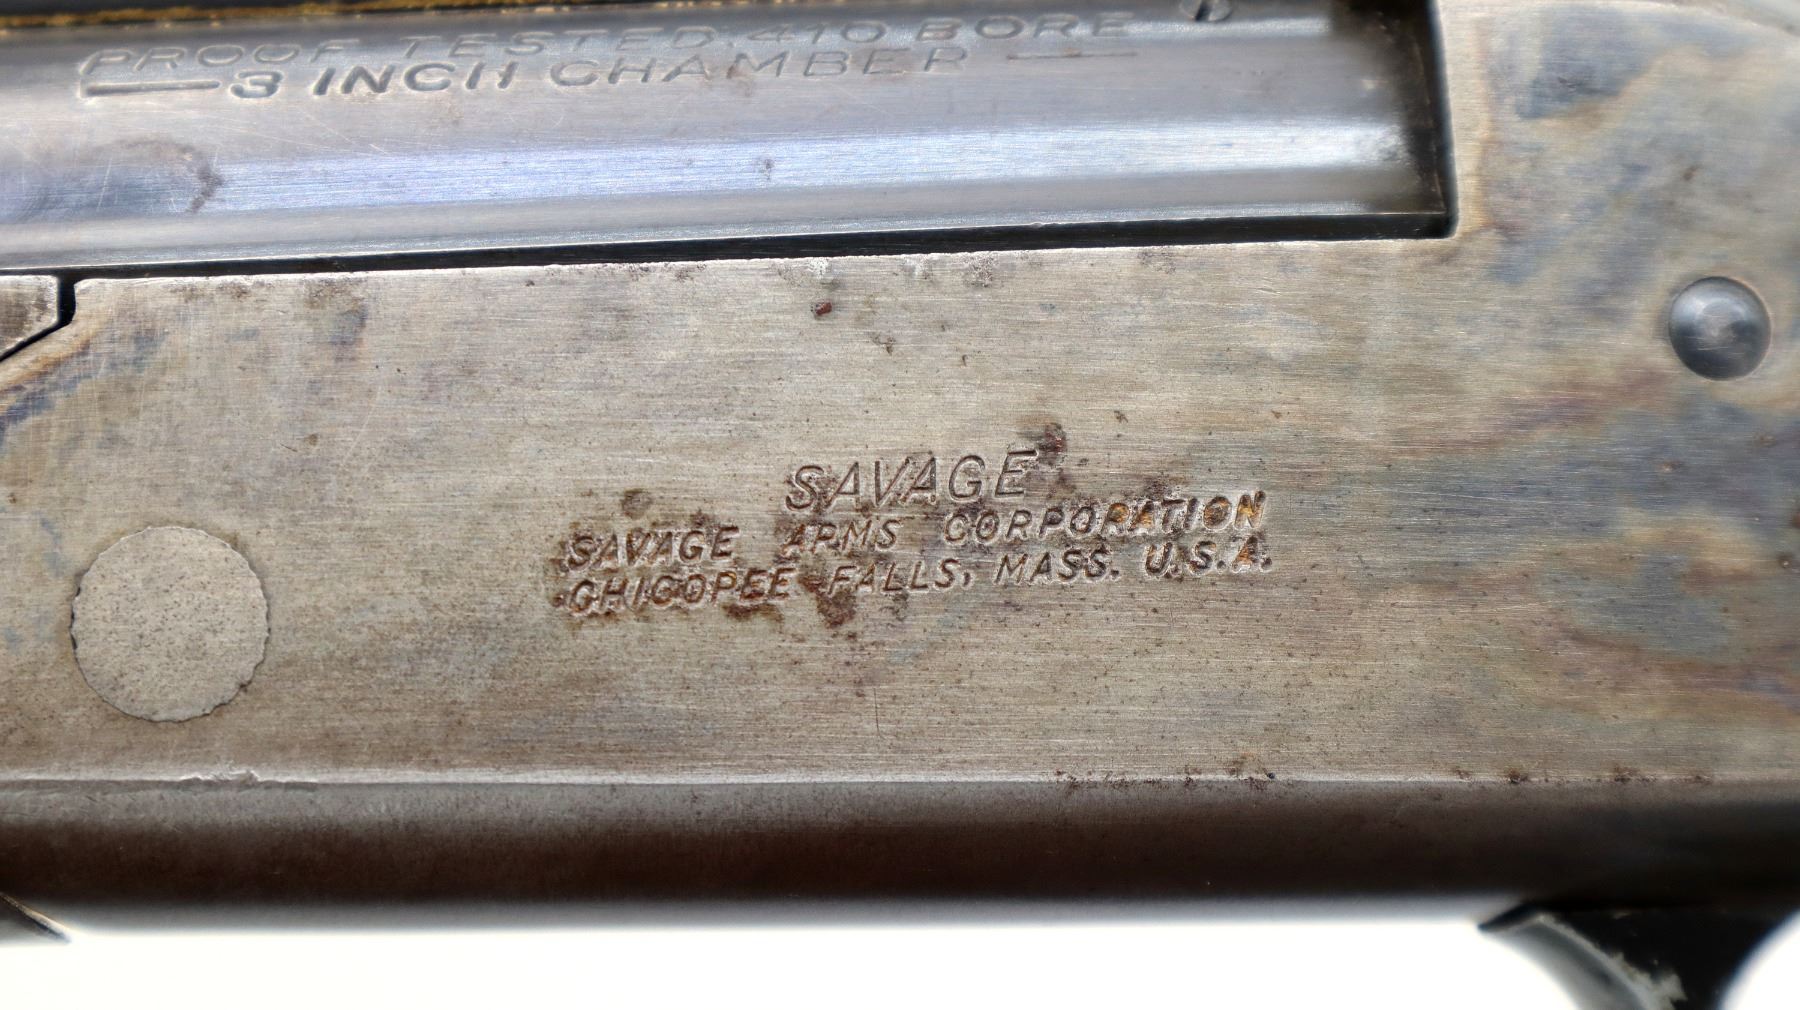 PROOF TESTED. 410 BORE
3 INCH CHAMBER
SAVAGE
SAVAGE ARMS CORPORATION
CHICOPEE FALLS, MASS. U.S.A.